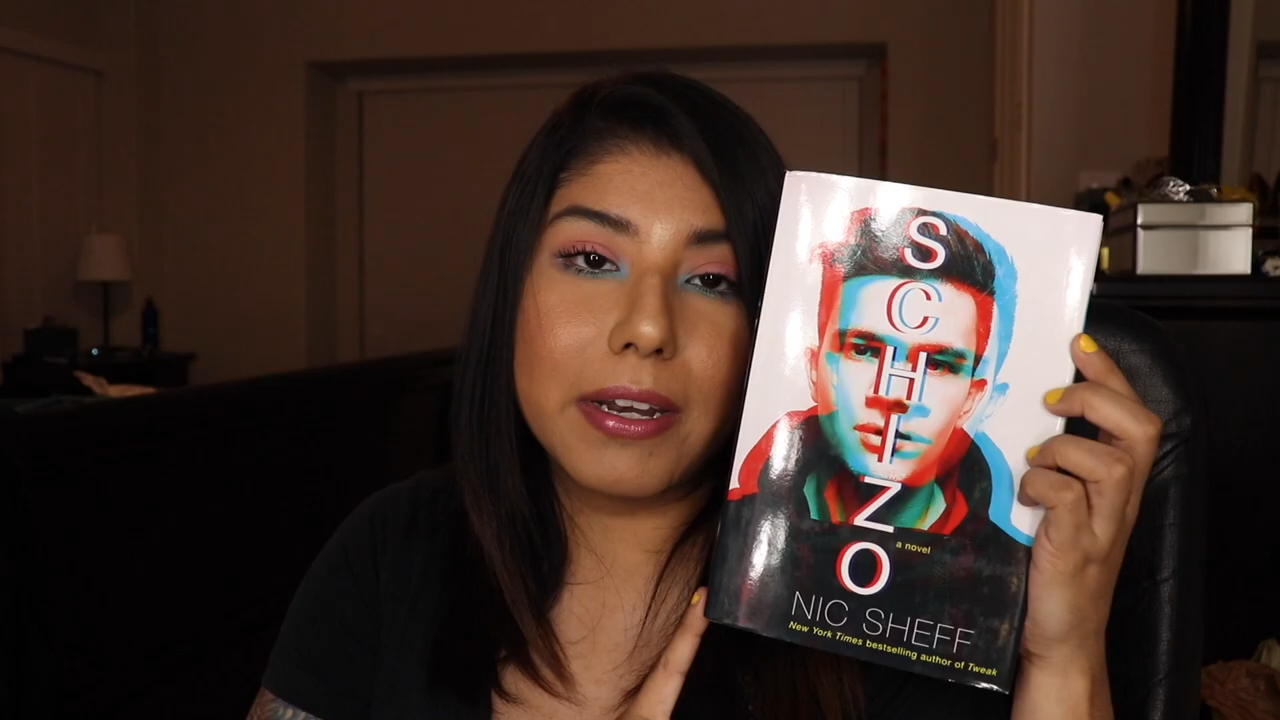 SCHIZO
a novel
NIC SHEFF
New York Times bestselling author of Tweak